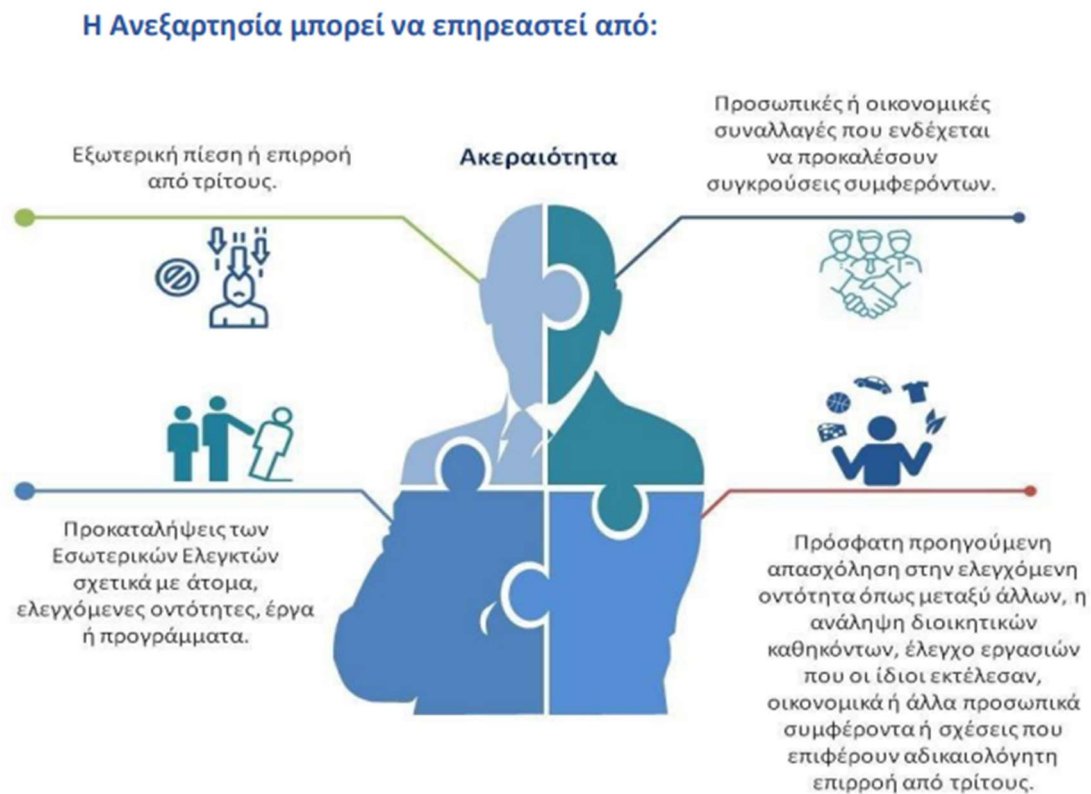 Η Ανεξαρτησία μπορεί να επηρεαστεί από:
Εξωτερική πίεση ή επιρροή
από τρίτους.
Ακεραιότητα
Προσωπικές ή οικονομικές
συναλλαγές που ενδέχεται
να προκαλέσουν
συγκρούσεις συμφερόντων.
Προκαταλήψεις των
Εσωτερικών Ελεγκτών
σχετικά με άτομα,
ελεγχόμενες οντότητες, έργα
ή προγράμματα.
Πρόσφατη προηγούμενη
απασχόληση στην ελεγχόμενη
οντότητα όπως μεταξύ άλλων, η
ανάληψη διοικητικών
καθηκόντων, έλεγχο εργασιών
που οι ίδιοι εκτέλεσαν,
οικονομικά ή άλλα προσωπικά
συμφέροντα ή σχέσεις που
επιφέρουν αδικαιολόγητη
επιρροή από τρίτους.